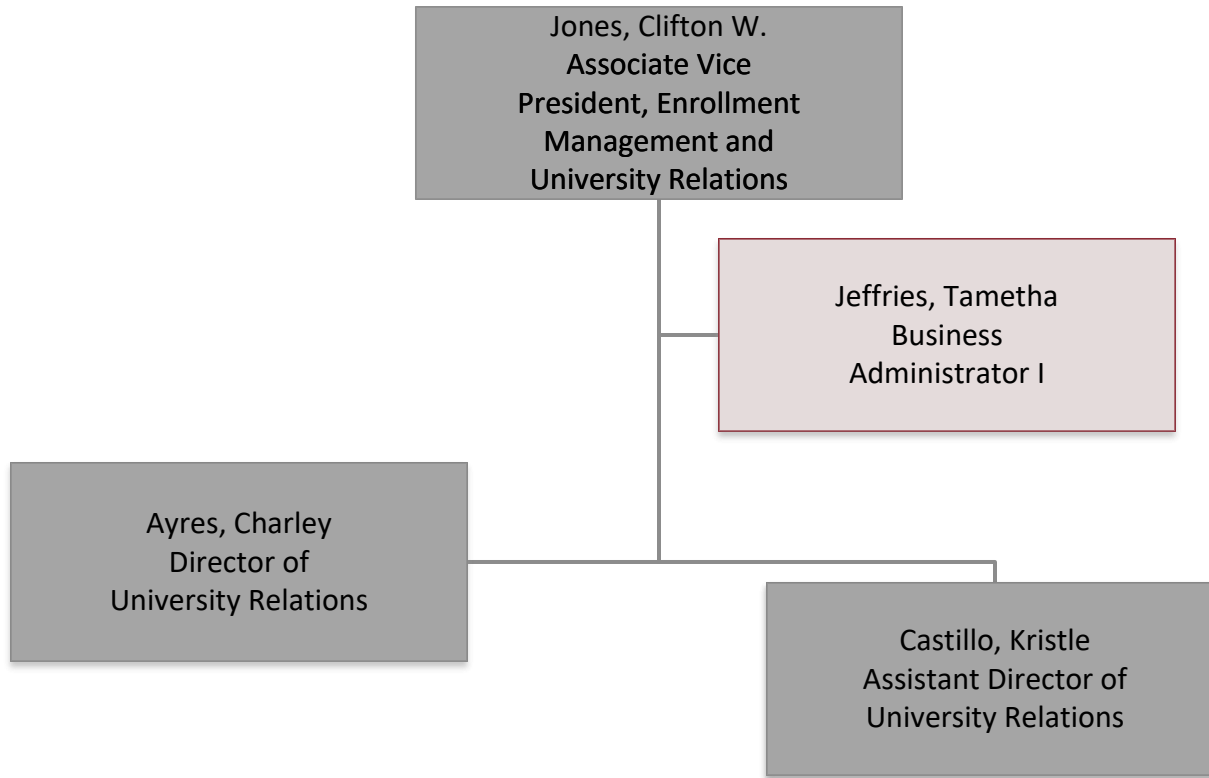 Jones, Clifton W.
Associate Vice
President, Enrollment
Management and
University Relations
Jeffries, Tametha
Business
Administrator I
Ayres, Charley
Director of
University Relations
Castillo, Kristle
Assistant Director of
University Relations